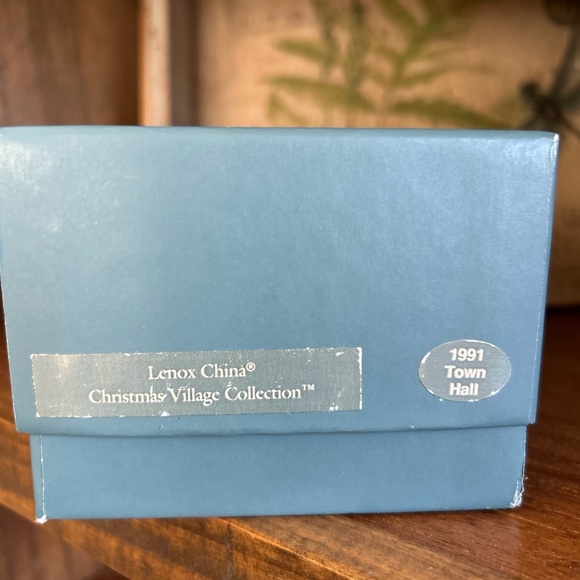 Lenox China®
Christmas Village Collection™
1991
Town
Hall